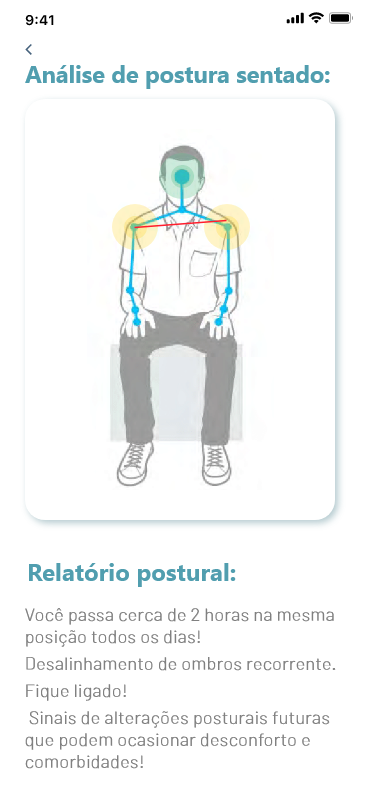 9:41
Análise de postura sentado:
Relatório postural:
Você passa cerca de 2 horas na mesma
posição todos os dias!
Desalinhamento de ombros recorrente.
Fique ligado!
Sinais de alterações posturais futuras
que podem ocasionar desconforto e
comorbidades!